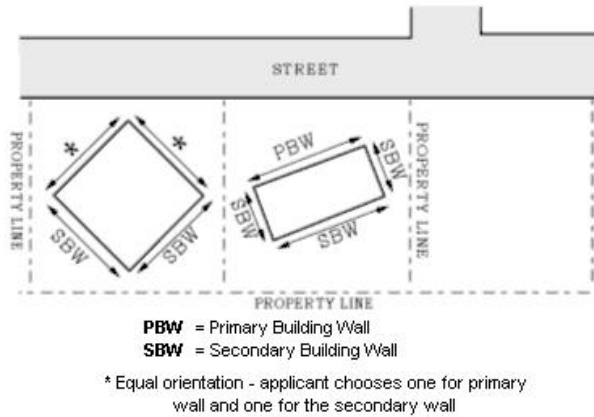 STREET
PROPERTY LINE
*
*
SBW
SBW
PBW
SBW
SBW
SBW
PROPERTY LINE
PROPERTY LINE
PBW = Primary Building Wall
SBW = Secondary Building Wall
* Equal orientation - applicant chooses one for primary
wall and one for the secondary wall